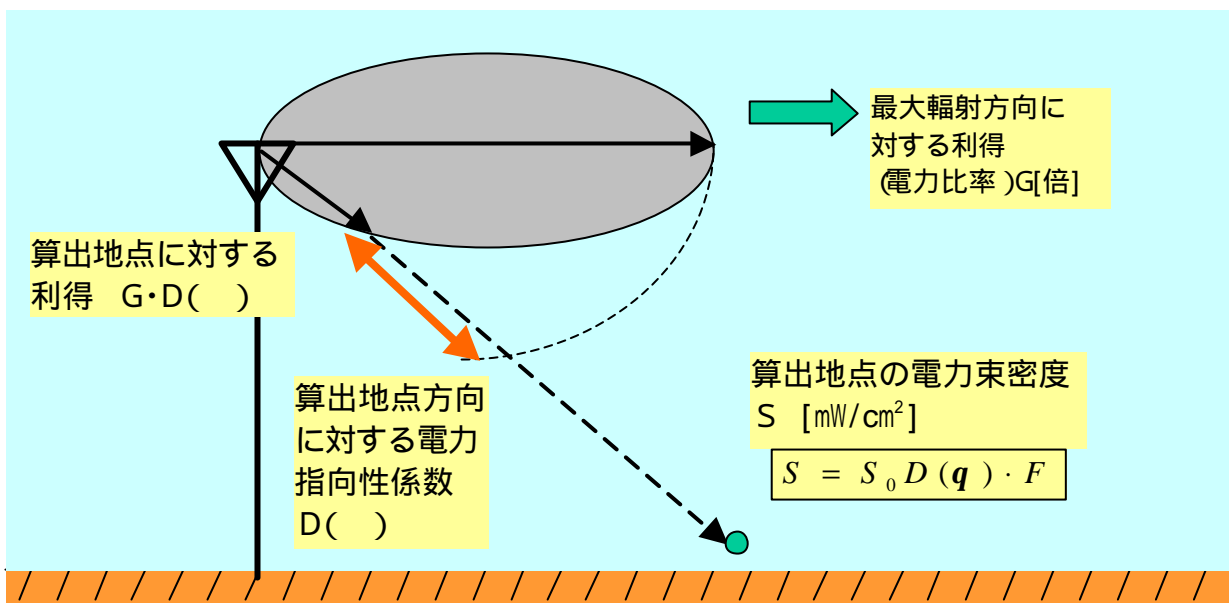 最大輻射方向に
対する利得
(電力比率)G[倍]
算出地点に対する
利得 G・D( )
算出地点方向
に対する電力
指向性係数
D( )
算出地点の電力束密度
S [mW/cm²]
S = S₀ D (q) · F